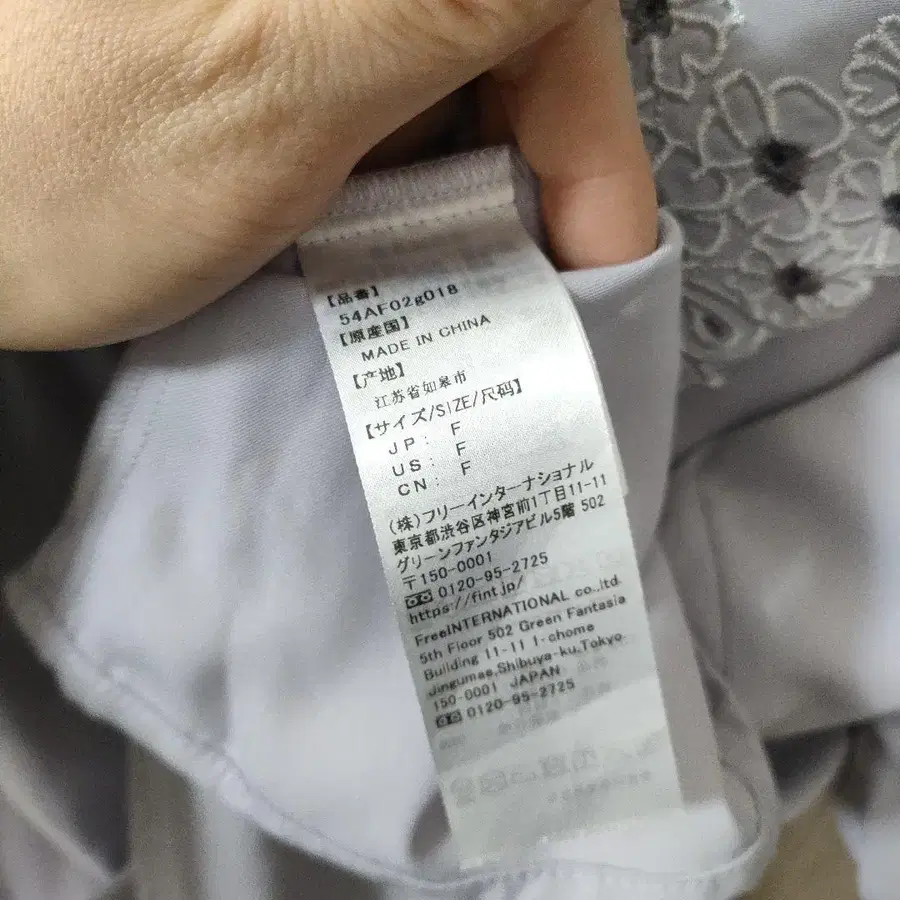 【品番】
54AF02g018
【原産国】
MADE IN CHINA
【产地】
江苏省如皋市
【サイズ/SIZE/尺码】
JP: F
US: F
CN: F
(株)フリーインターナショナル
東京都渋谷区神宮前1丁目11-11
グリーンファンタジアビル5階 502
〒150-0001
0120-95-2725
https://fint.jp/
FreeINTERNATIONAL co.,ltd.
5th Floor 502 Green Fantasia
Building 11-11 1-chome
Jingumae,Shibuya-ku,Tokyo.
150-0001 JAPAN
0120-95-2725